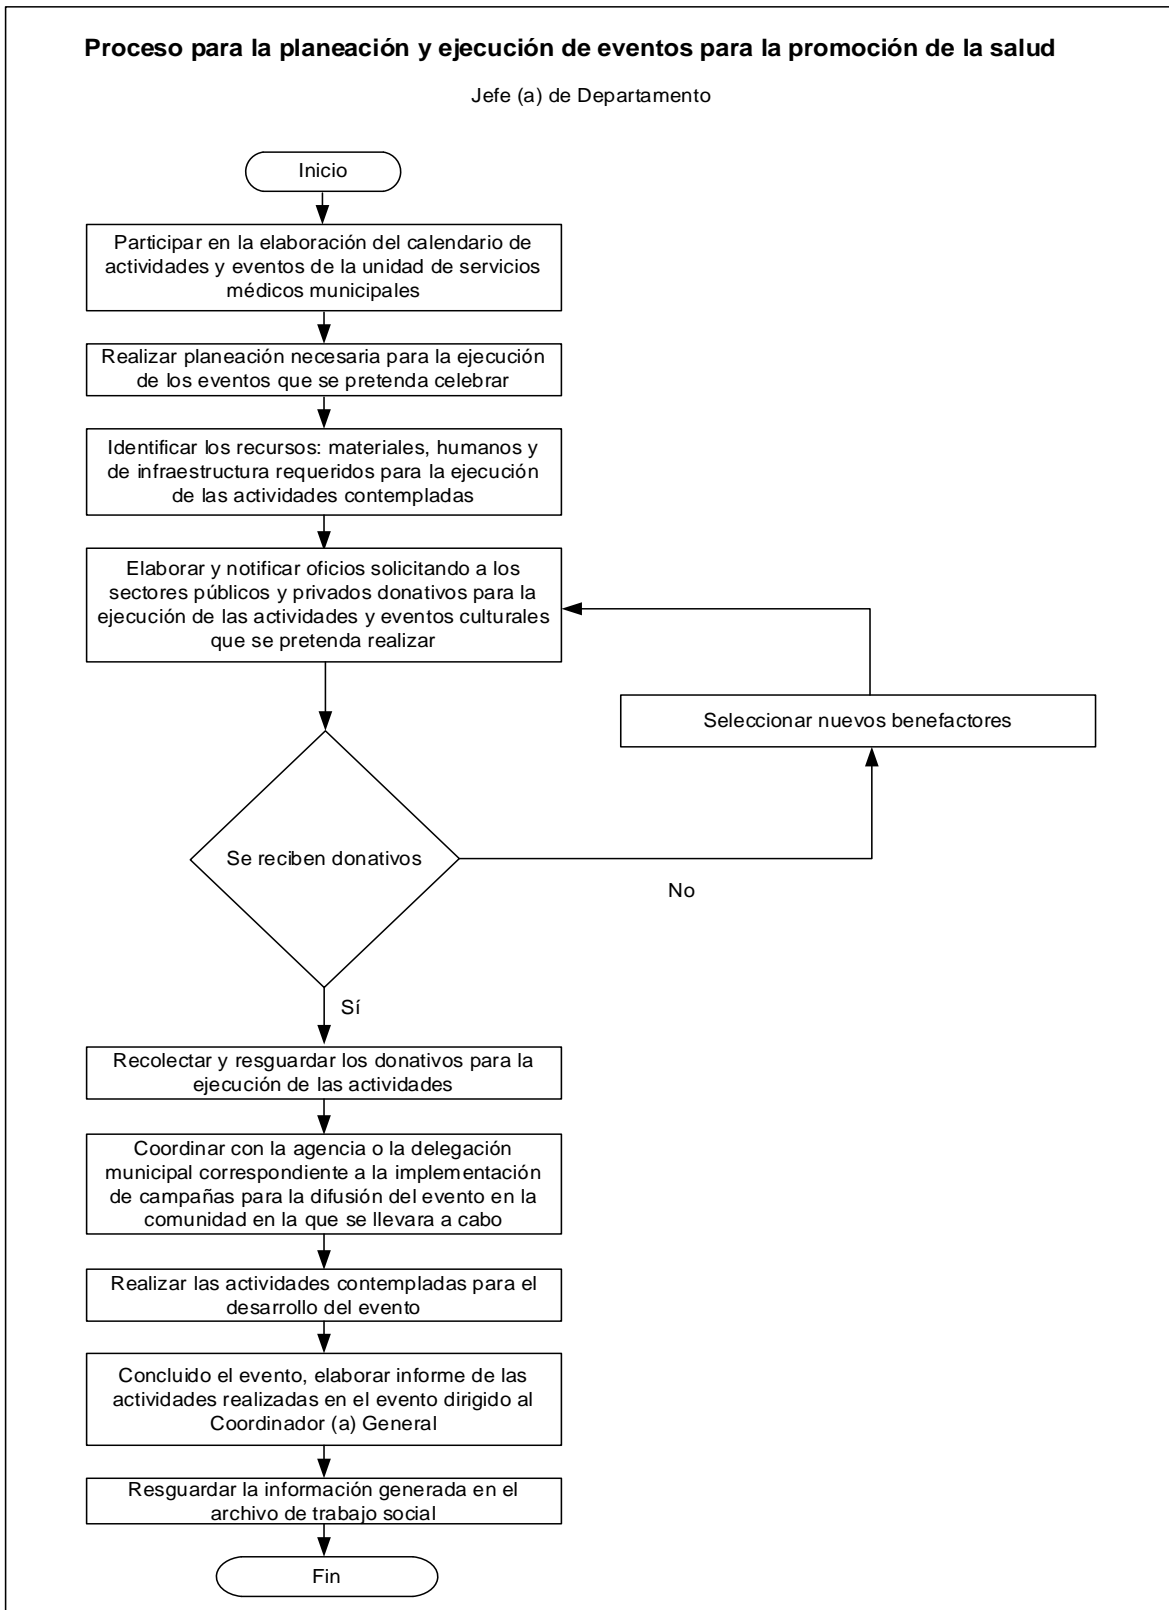 Proceso para la planeación y ejecución de eventos para la promoción de la salud
Jefe (a) de Departamento
Inicio
Participar en la elaboración del calendario de
actividades y eventos de la unidad de servicios
médicos municipales
Realizar planeación necesaria para la ejecución
de los eventos que se pretenda celebrar
Identificar los recursos: materiales, humanos y
de infraestructura requeridos para la ejecución
de las actividades contempladas
Elaborar y notificar oficios solicitando a los
sectores públicos y privados donativos para la
ejecución de las actividades y eventos culturales
que se pretenda realizar
Seleccionar nuevos benefactores
Se reciben donativos
No
Sí
Recolectar y resguardar los donativos para la
ejecución de las actividades
Coordinar con la agencia o la delegación
municipal correspondiente a la implementación
de campañas para la difusión del evento en la
comunidad en la que se llevara a cabo
Realizar las actividades contempladas para el
desarrollo del evento
Concluido el evento, elaborar informe de las
actividades realizadas en el evento dirigido al
Coordinador (a) General
Resguardar la información generada en el
archivo de trabajo social
Fin